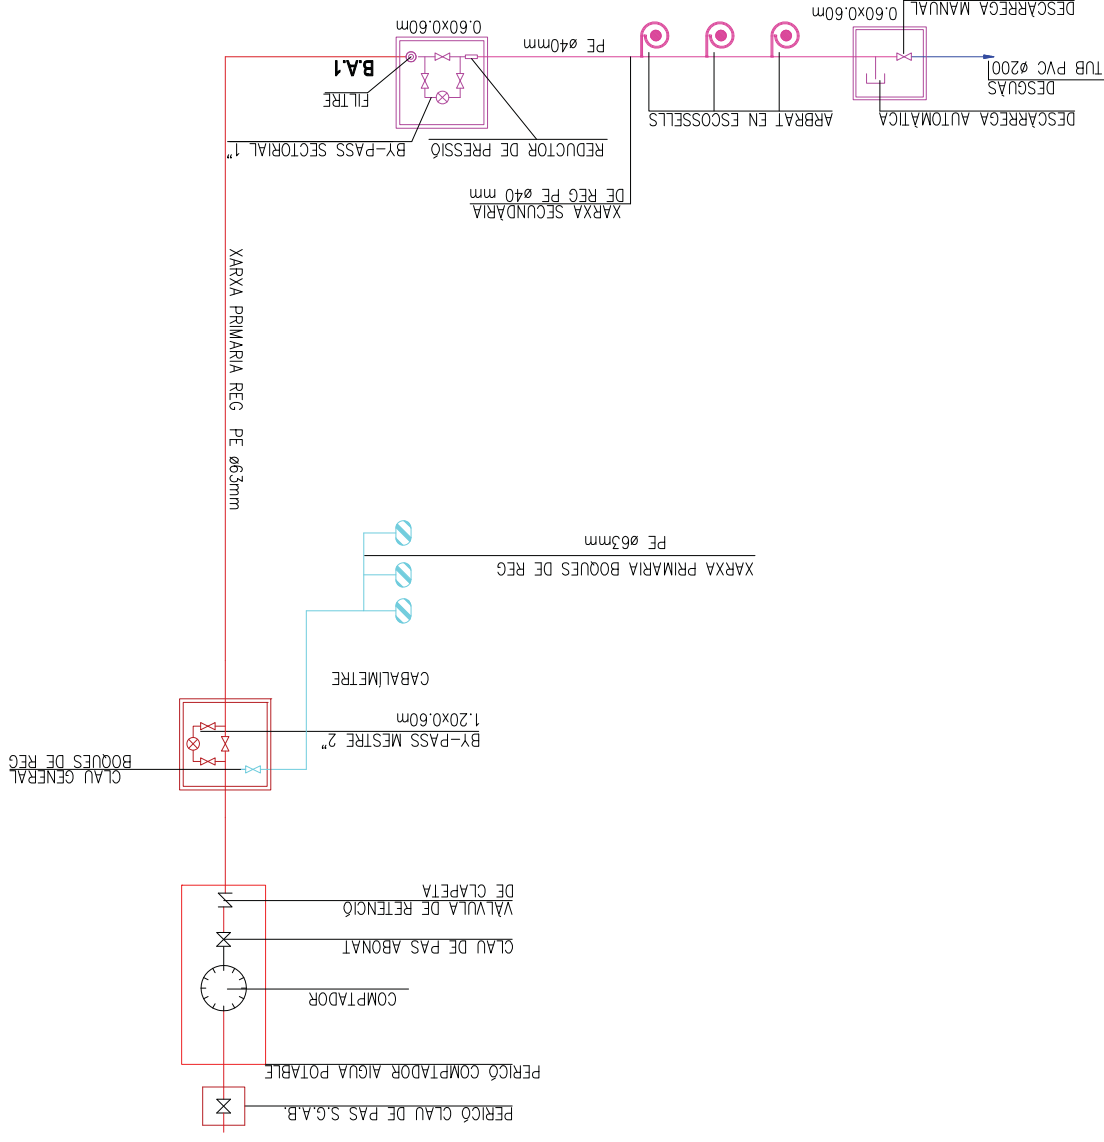 PERICÓ CLAU DE PAS S.G.A.B.
PERICÓ COMPTADOR AIGUA POTABLE
COMPTADOR
CLAU DE PAS ABONAT
VÀLVULA DE RETENCIÓ
DE CLAPETA
CLAU GENERAL
BOQUES DE REG
BY-PASS MESTRE 2"
1.20x0.60m
CABALÍMETRE
XARXA PRIMARIA BOQUES DE REG
PE ø63mm
XARXA PRIMARIA REG PE ø63mm
XARXA SECUNDÀRIA
DE REG PE ø40 mm
BY-PASS SECTORIAL 1"
REDUCTOR DE PRESSIÓ
FILTRE
B.A.1
0.60x0.60m
PE ø40mm
ARBRAT EN ESCOSSELLS
DESCÀRREGA AUTOMÀTICA
DESGUÀS
TUB PVC ø200
0.60x0.60m
DESCÀRREGA MANUAL